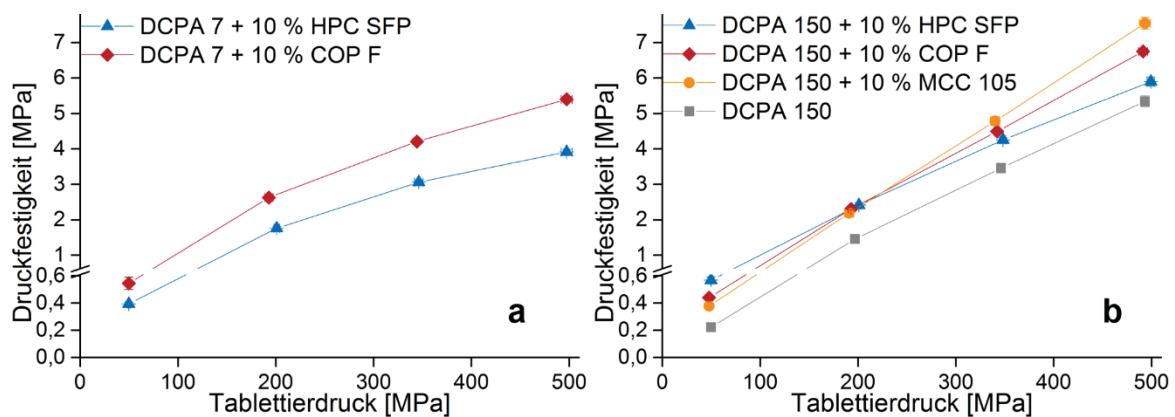 DCPA 7 + 10 % HPC SFP
DCPA 7 + 10 % COP F
Druckfestigkeit [MPa]
7
6
5
4
3
2
1
0,6
0,4
0,2
0,0
a
0 100 200 300 400 500
Tablettierdruck [MPa]
DCPA 150 + 10 % HPC SFP
DCPA 150 + 10 % COP F
DCPA 150 + 10 % MCC 105
DCPA 150
Druckfestigkeit [MPa]
7
6
5
4
3
2
1
0,6
0,4
0,2
0,0
b
0 100 200 300 400 500
Tablettierdruck [MPa]